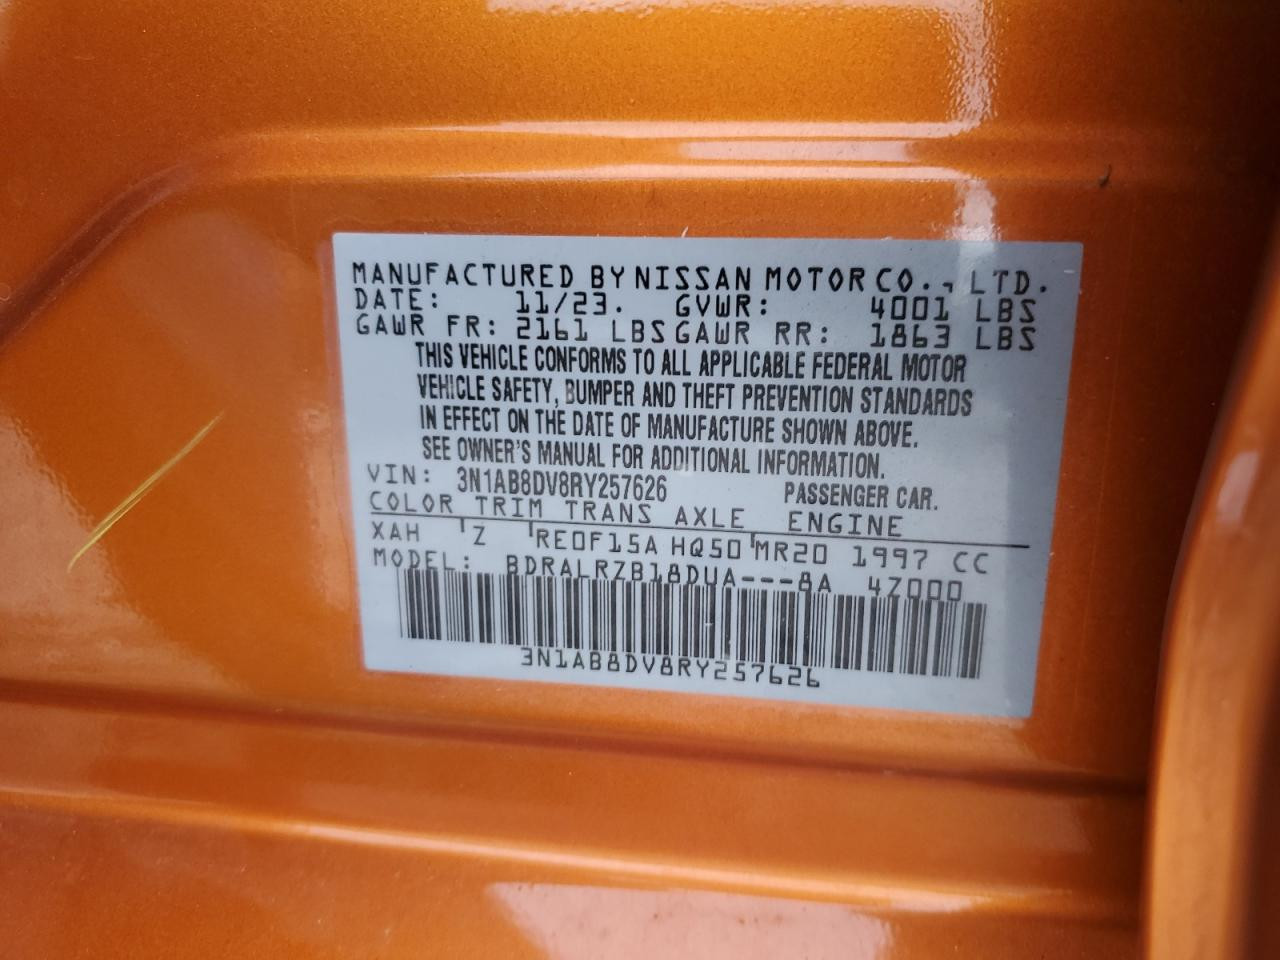 MANUFACTURED BY NISSAN MOTOR CO., LTD.
DATE: 11/23. GVWR: 4001 LBS
GAWR FR: 2161 LBS GAWR RR: 1863 LBS
THIS VEHICLE CONFORMS TO ALL APPLICABLE FEDERAL MOTOR
VEHICLE SAFETY, BUMPER AND THEFT PREVENTION STANDARDS
IN EFFECT ON THE DATE OF MANUFACTURE SHOWN ABOVE.
SEE OWNER'S MANUAL FOR ADDITIONAL INFORMATION.
VIN: 3N1AB8DV8RY257626 PASSENGER CAR.
COLOR TRIM TRANS AXLE ENGINE
XAH Z RE0F15A HQ50 MR20 1997 CC
MODEL: BDRALRZB18DUA---8A 4Z000
3N1AB8DV8RY257626